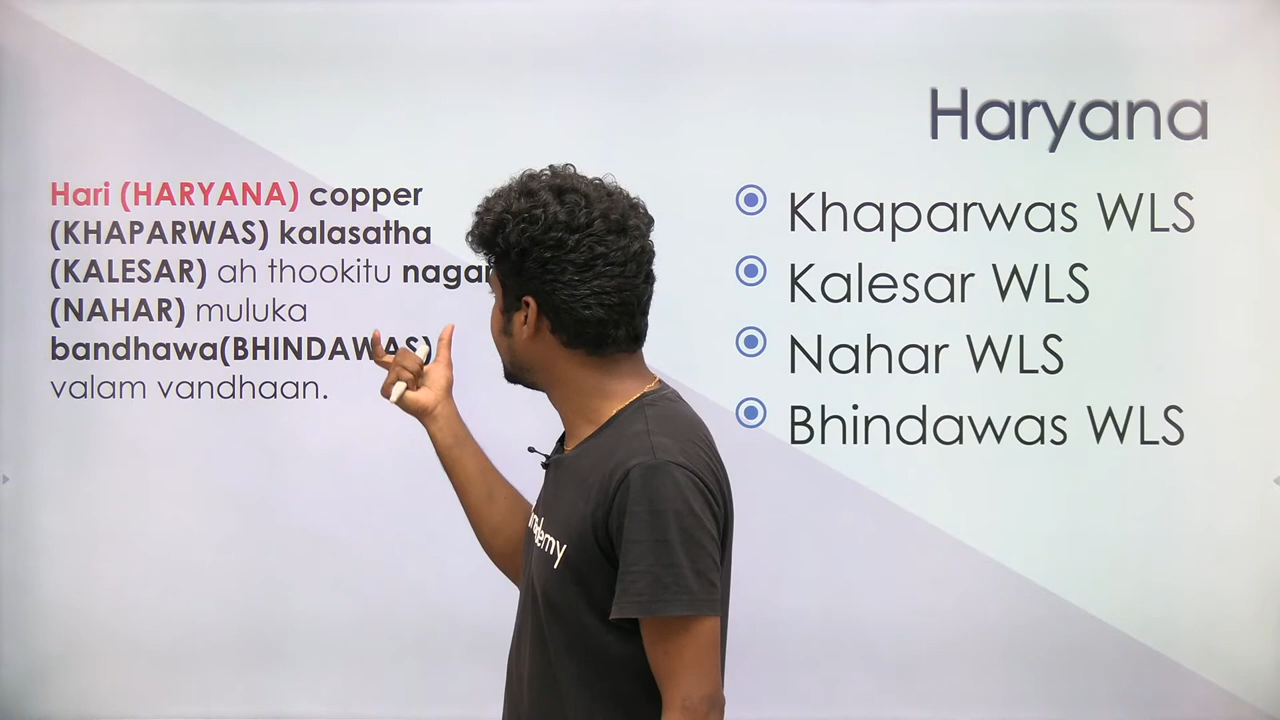 Haryana
Hari (HARYANA) copper
(KHAPARWAS) kalasatha
(KALESAR) ah thookitu nagar
(NAHAR) muluka
bandhawa(BHINDAWAS)
valam vandhaan.
Khaparwas WLS
Kalesar WLS
Nahar WLS
Bhindawas WLS